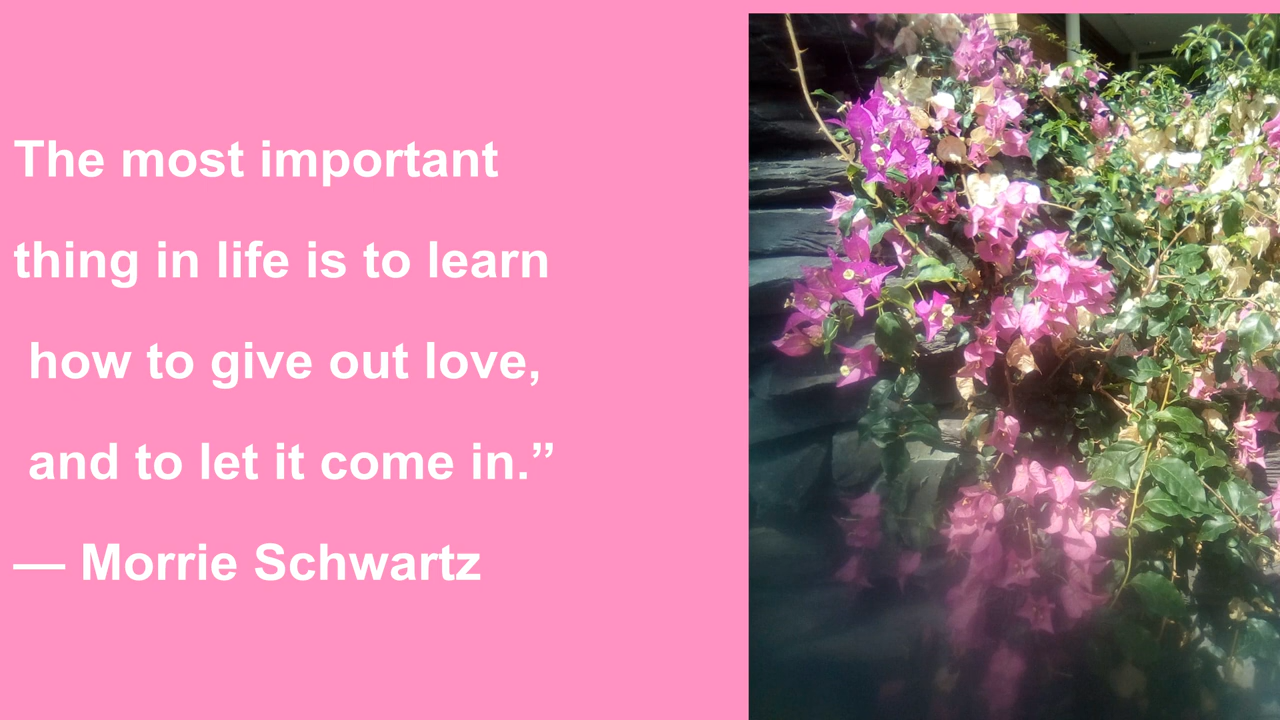 The most important
thing in life is to learn
how to give out love,
and to let it come in.”
— Morrie Schwartz